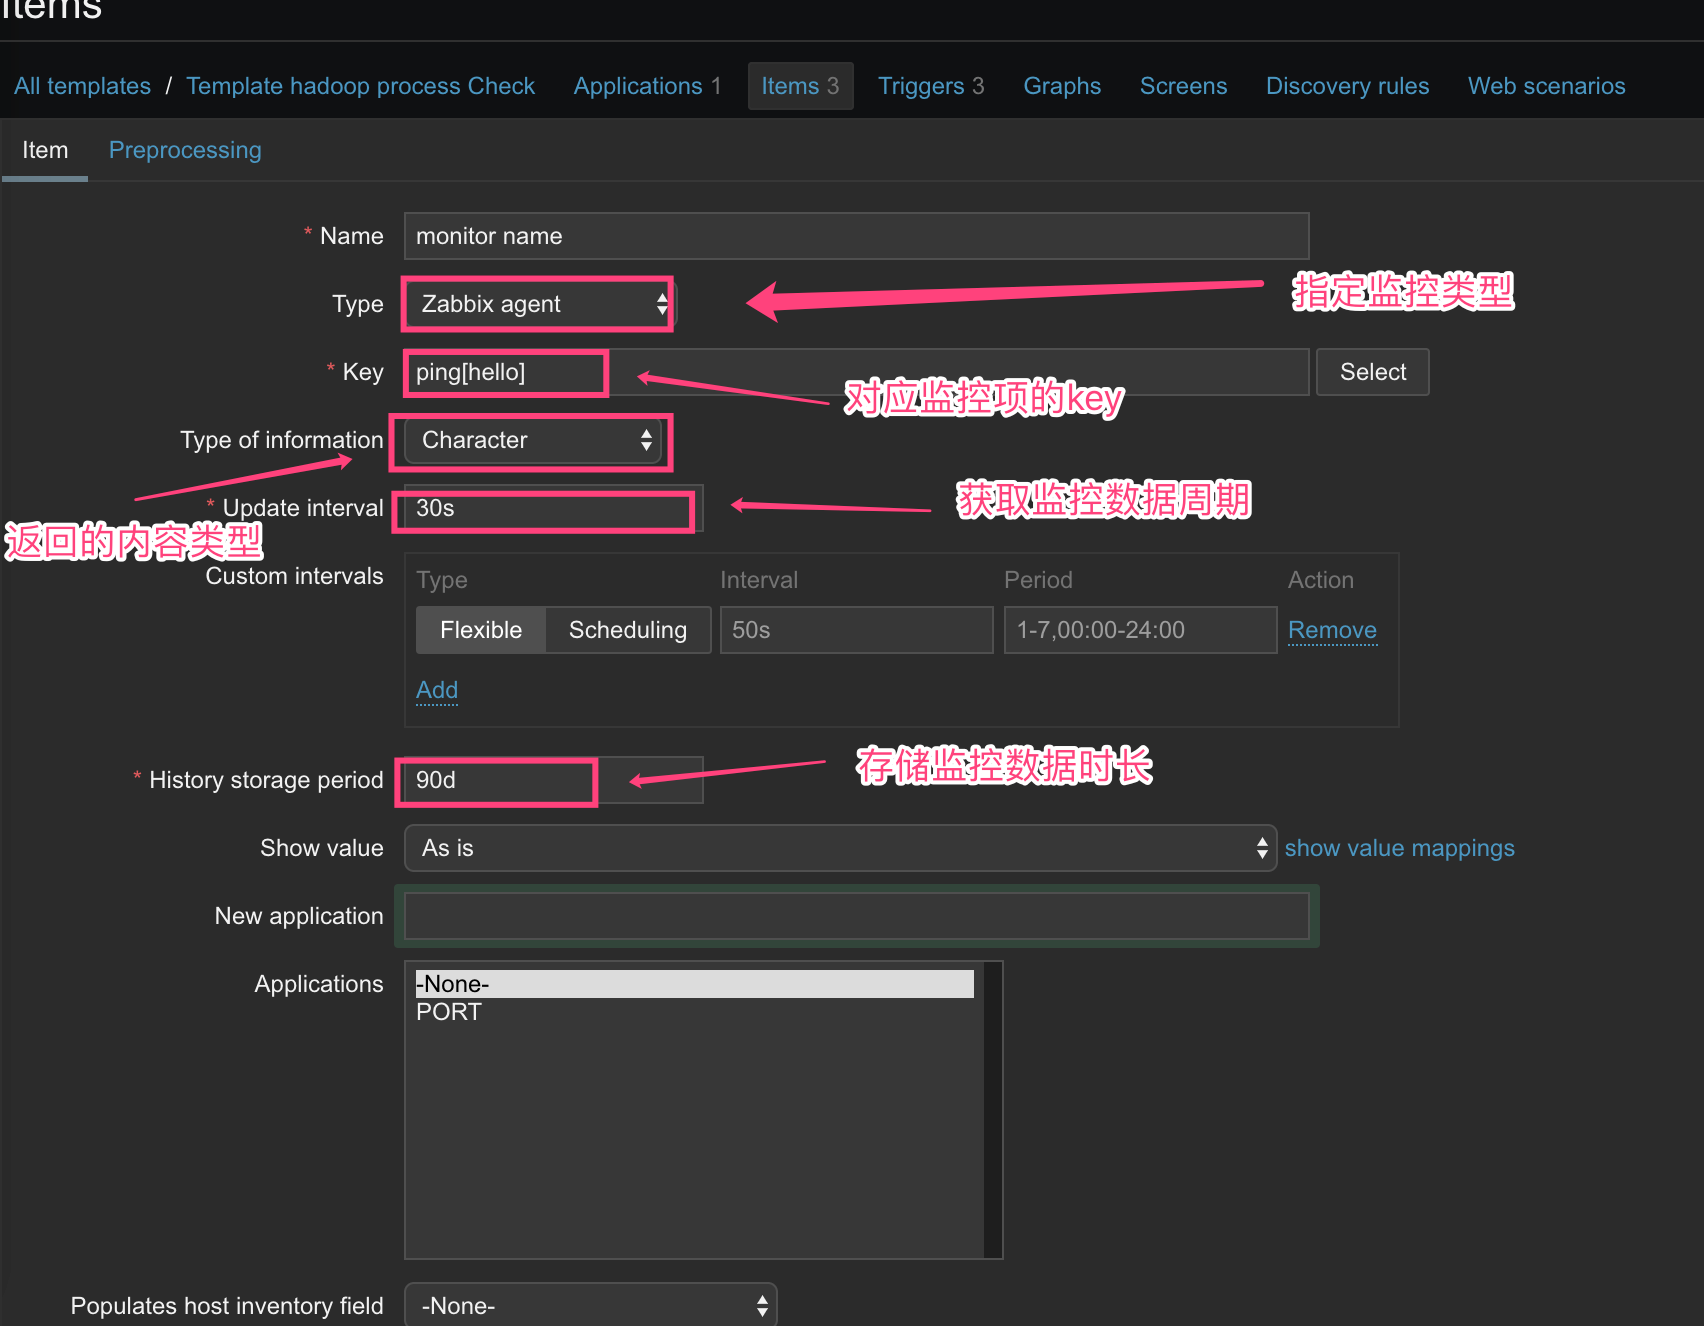 Items
All templates / Template hadoop process Check Applications 1 Items 3 Triggers 3 Graphs Screens Discovery rules Web scenarios
Item Preprocessing
* Name monitor name
Type Zabbix agent 指定监控类型
* Key ping[hello] Select
对应监控项的key
Type of information Character
* Update interval 30s 获取监控数据周期
返回的内容类型
Custom intervals Type Interval Period Action
Flexible Scheduling 50s 1-7,00:00-24:00 Remove
Add
* History storage period 90d 存储监控数据时长
Show value As is show value mappings
New application
Applications -None-
PORT
Populates host inventory field -None-